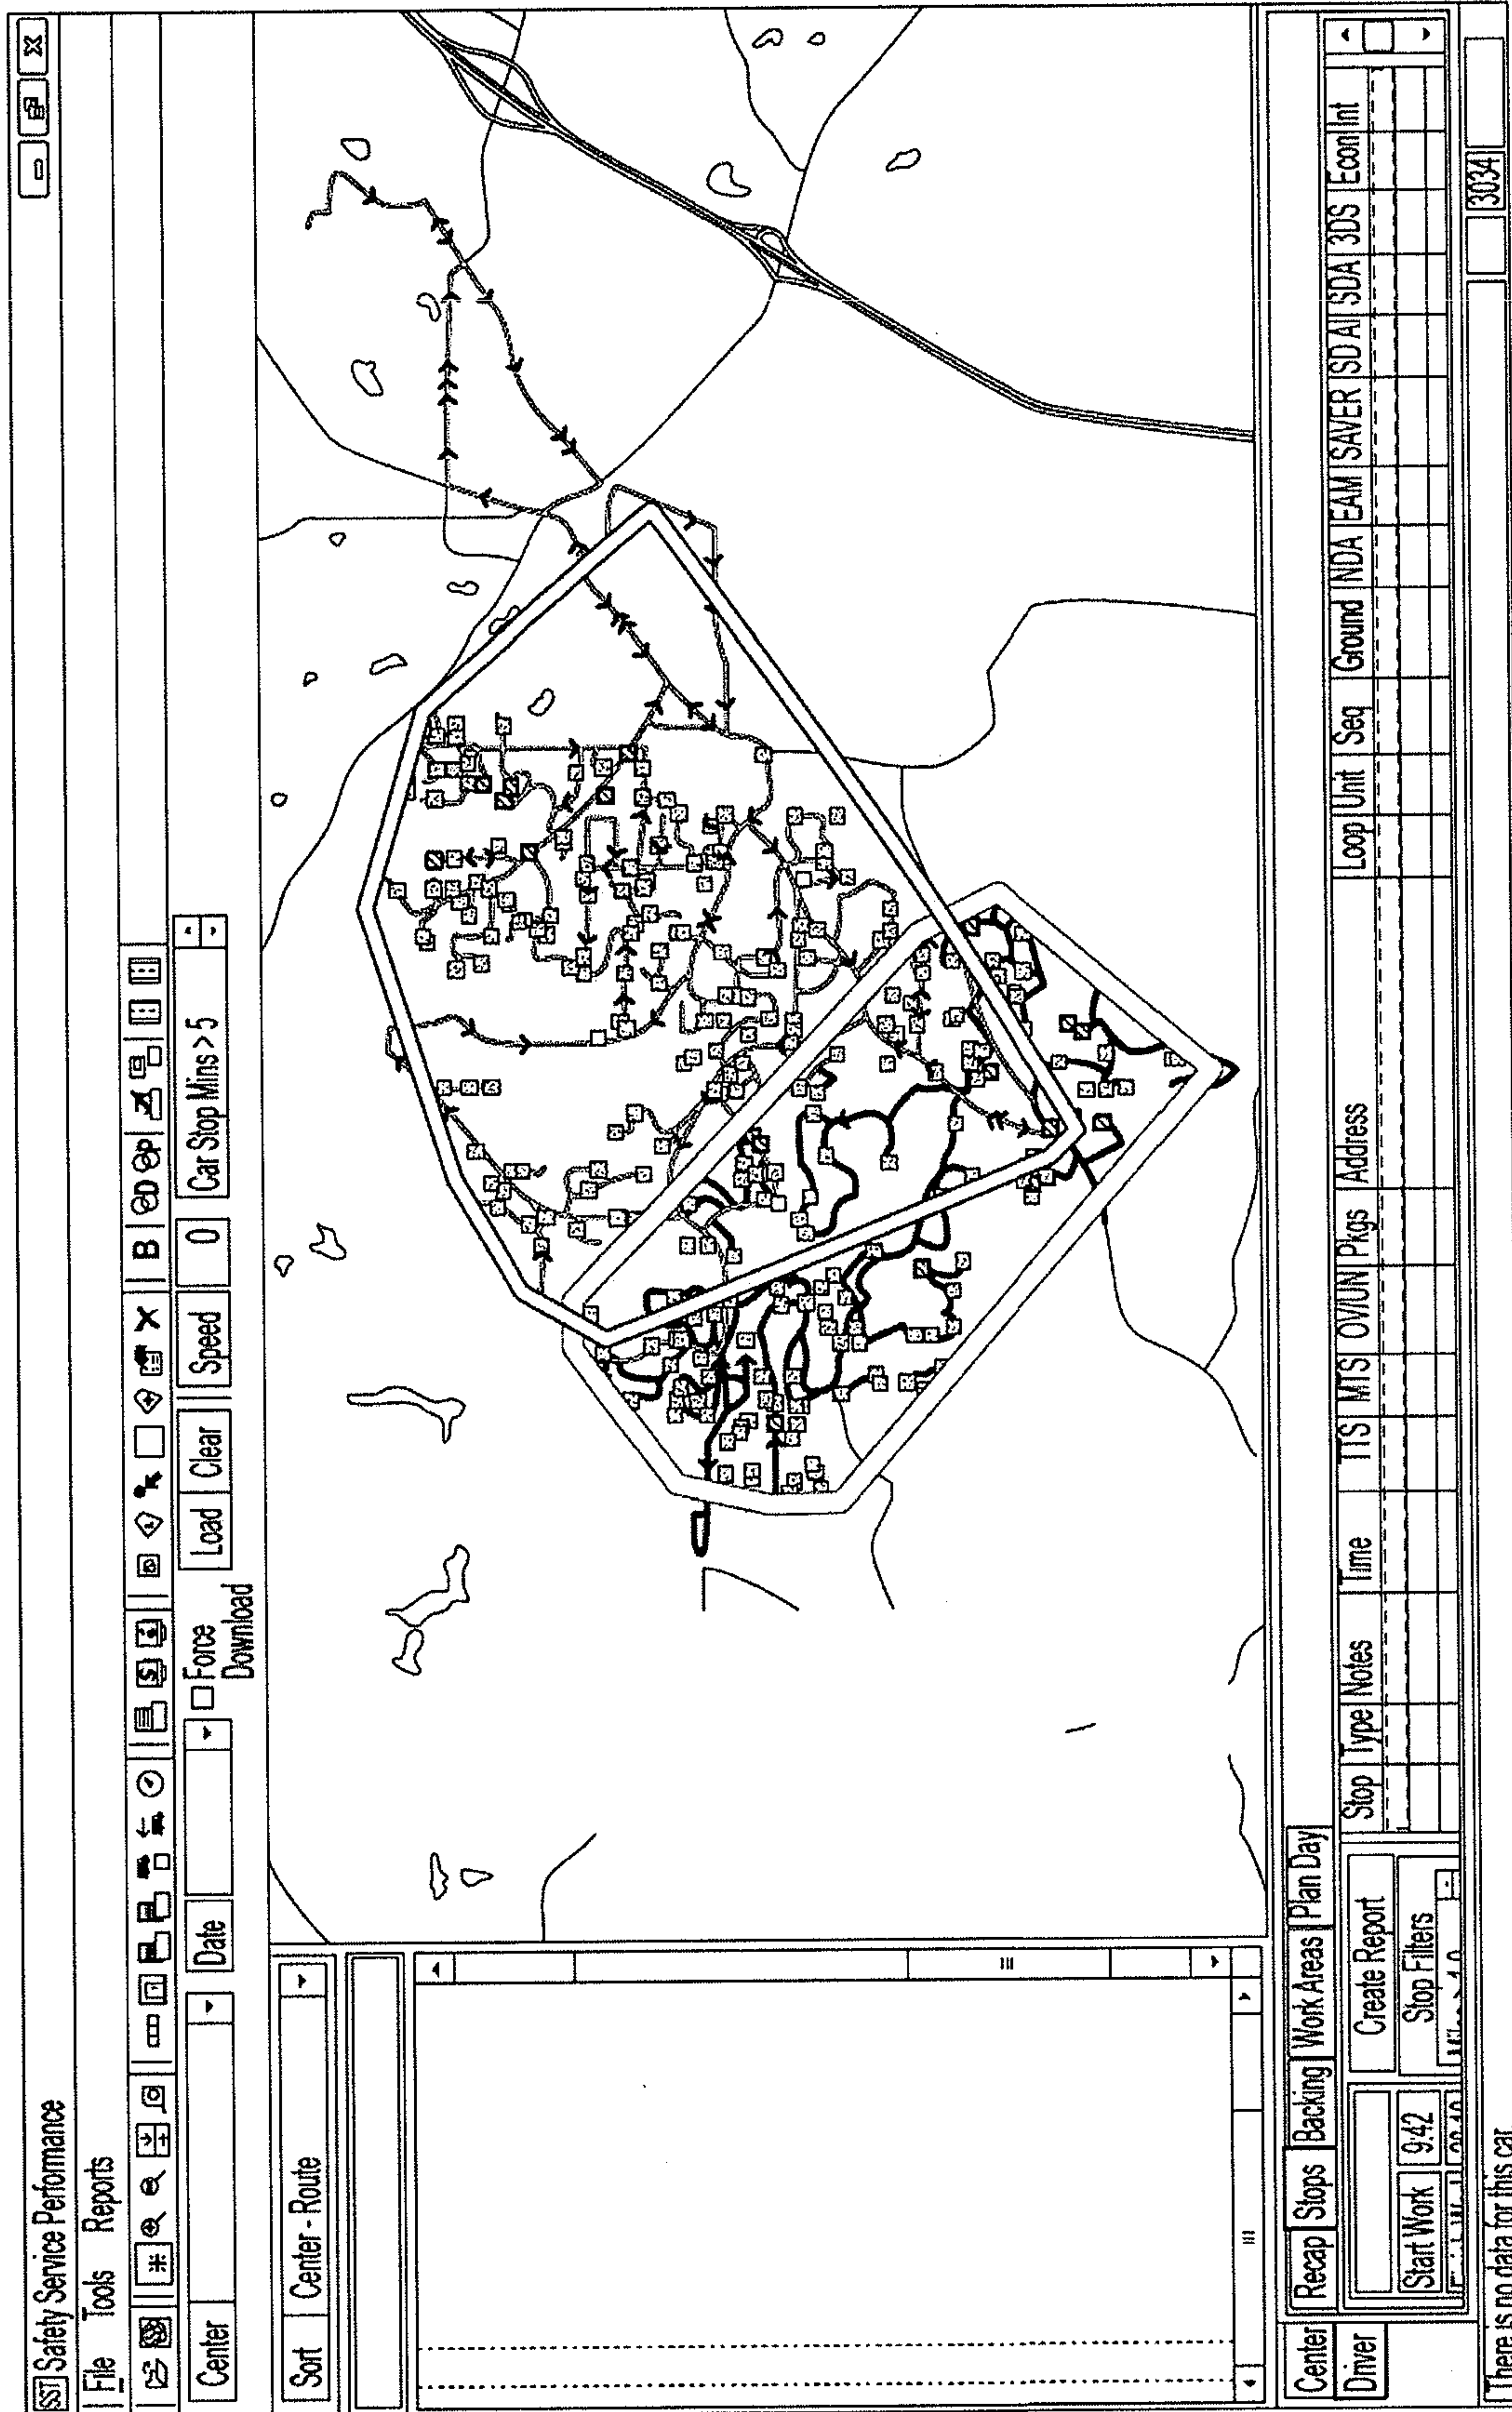 SST Safety Service Performance
File Tools Reports
B
Center Date Force Download Load Clear Speed 0 Car Stop Mins > 5
Sort Center - Route
Center Recap Stops Backing Work Areas Plan Day
Driver
Start Work 9:42
Create Report
Stop Filters
Stop Type Notes Time TTS MTS OV/UN Pkgs Address Loop Unit Seq Ground NDA EAM SAVER SD AI SDA 3DS Econ Int
There is no data for this car
3034